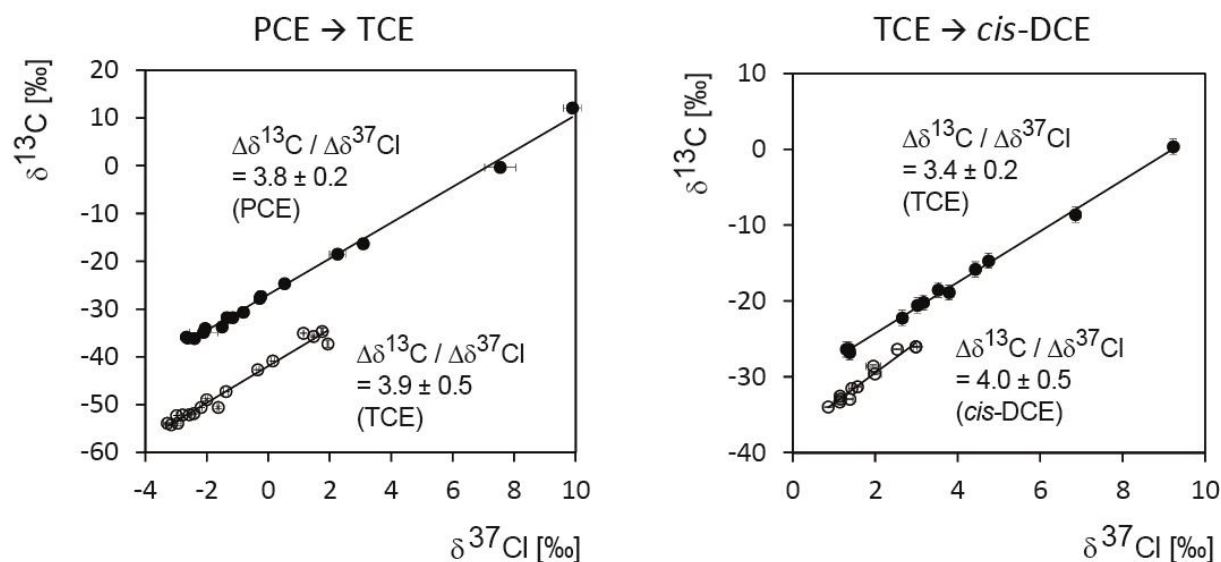 PCE → TCE
δ13C [‰]
20
10
0
-10
-20
-30
-40
-50
-60
Δδ13C / Δδ37Cl
= 3.8 ± 0.2
(PCE)
Δδ13C / Δδ37Cl
= 3.9 ± 0.5
(TCE)
-4 -2 0 2 4 6 8 10
δ37Cl [‰]
TCE → cis-DCE
δ13C [‰]
10
0
-10
-20
-30
-40
Δδ13C / Δδ37Cl
= 3.4 ± 0.2
(TCE)
Δδ13C / Δδ37Cl
= 4.0 ± 0.5
(cis-DCE)
0 2 4 6 8 10
δ37Cl [‰]